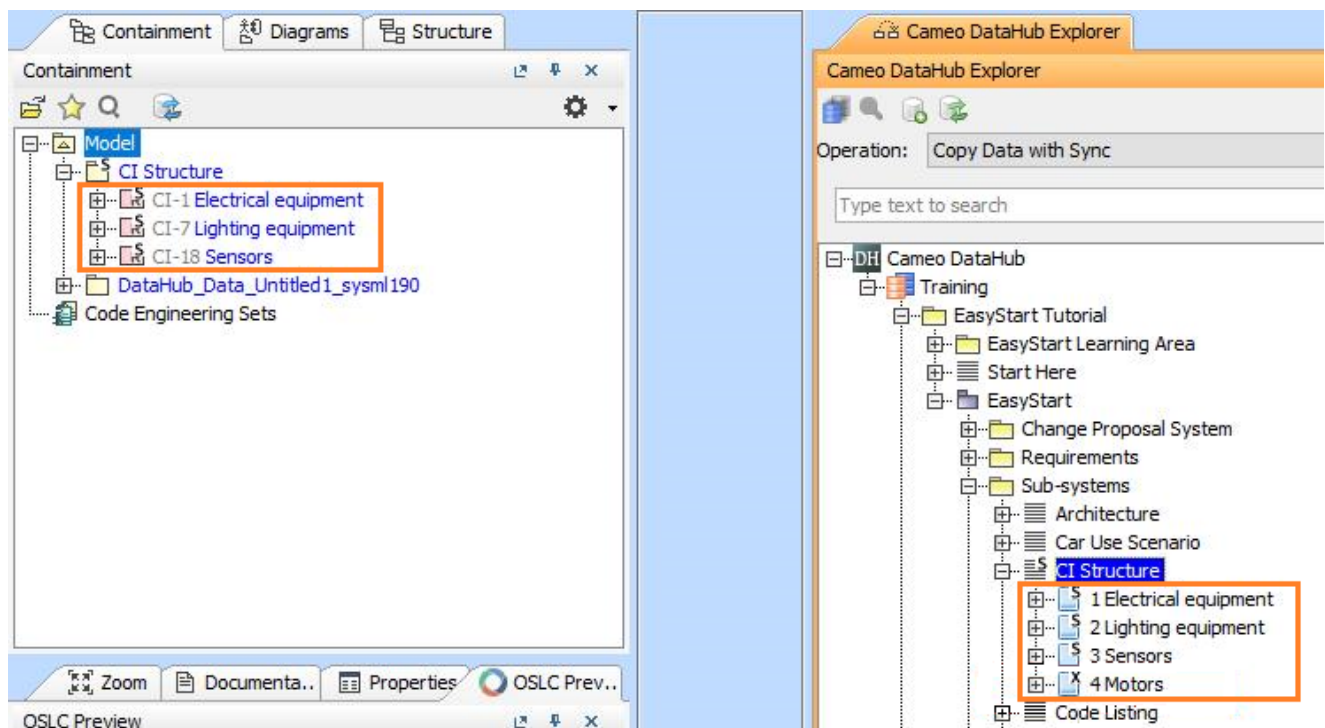 Containment
Diagrams
Structure
Containment
Model
CI Structure
CI-1 Electrical equipment
CI-7 Lighting equipment
CI-18 Sensors
DataHub_Data_Untitled1_sysml190
Code Engineering Sets
Zoom
Documenta..
Properties
OSLC Prev..
OSLC Preview
Cameo DataHub Explorer
Cameo DataHub Explorer
Operation: Copy Data with Sync
Type text to search
DH Cameo DataHub
Training
EasyStart Tutorial
EasyStart Learning Area
Start Here
EasyStart
Change Proposal System
Requirements
Sub-systems
Architecture
Car Use Scenario
S CI Structure
S 1 Electrical equipment
S 2 Lighting equipment
S 3 Sensors
X 4 Motors
Code Listing